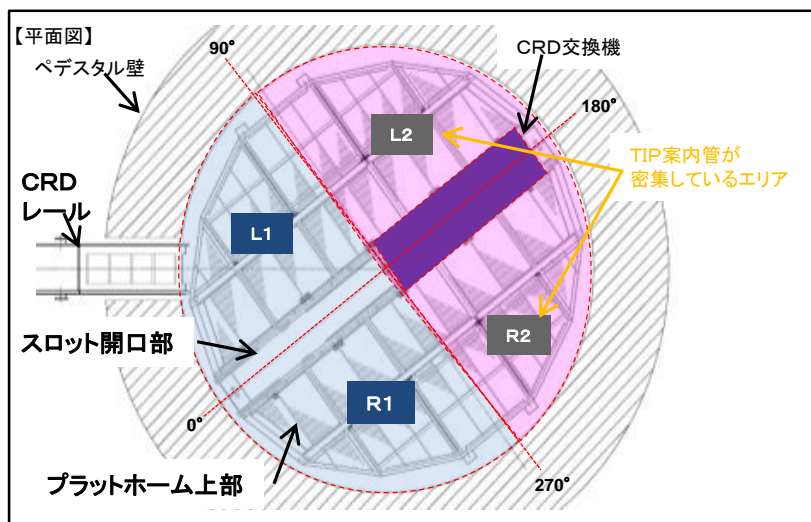 【平面図】
ペデスタル壁
90°
CRD交換機
180°
L2
TIP案内管が
密集しているエリア
CRD
レール
L1
スロット開口部
R2
R1
0°
プラットホーム上部
270°